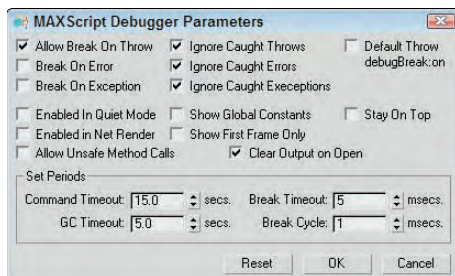 MAXScript Debugger Parameters
Allow Break On Throw Ignore Caught Throws Default Throw
debugBreak:on
Break On Error Ignore Caught Errors
Break On Exception Ignore Caught Execeptions
Enabled in Quiet Mode Show Global Constants Stay On Top
Enabled in Net Render Show First Frame Only
Allow Unsafe Method Calls Clear Output on Open
Set Periods
Command Timeout: 15.0 secs. Break Timeout: 5 msecs.
GC Timeout: 5.0 secs. Break Cycle: 1 msecs.
Reset OK Cancel